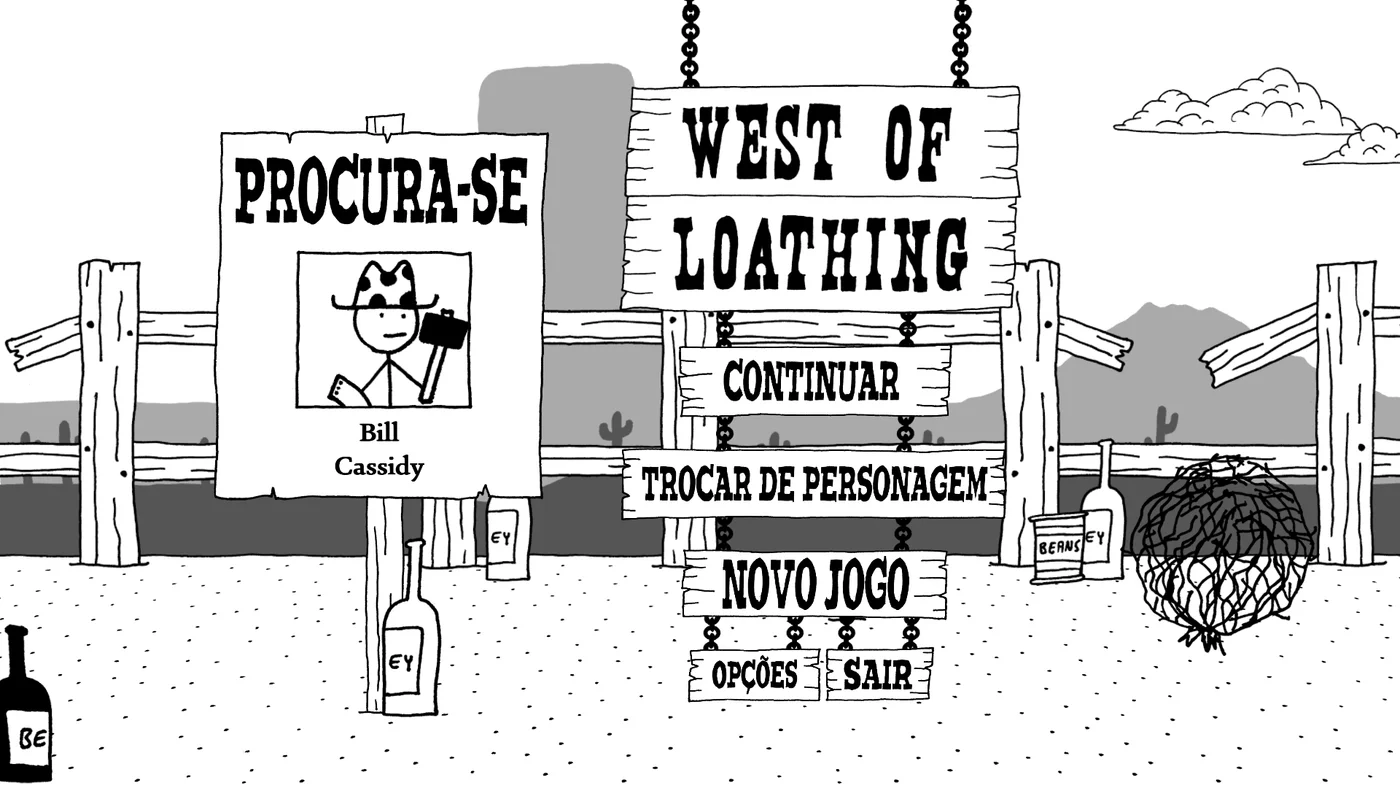 PROCURA-SE
Bill
Cassidy
WEST OF
LOATHING
CONTINUAR
TROCAR DE PERSONAGEM
NOVO JOGO
OPÇÕES
SAIR
EY
EY
BEANS
EY
BE